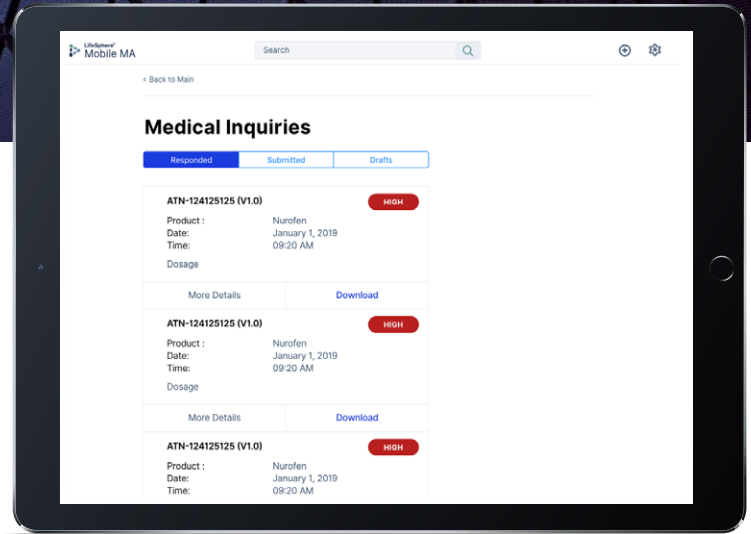 LifeSphere®
Mobile MA
Search
‹ Back to Main
Medical Inquiries
Responded Submitted Drafts
ATN-124125125 (V1.0) HIGH
Product : Nurofen
Date: January 1, 2019
Time: 09:20 AM
Dosage
More Details Download
ATN-124125125 (V1.0) HIGH
Product : Nurofen
Date: January 1, 2019
Time: 09:20 AM
Dosage
More Details Download
ATN-124125125 (V1.0) HIGH
Product : Nurofen
Date: January 1, 2019
Time: 09:20 AM